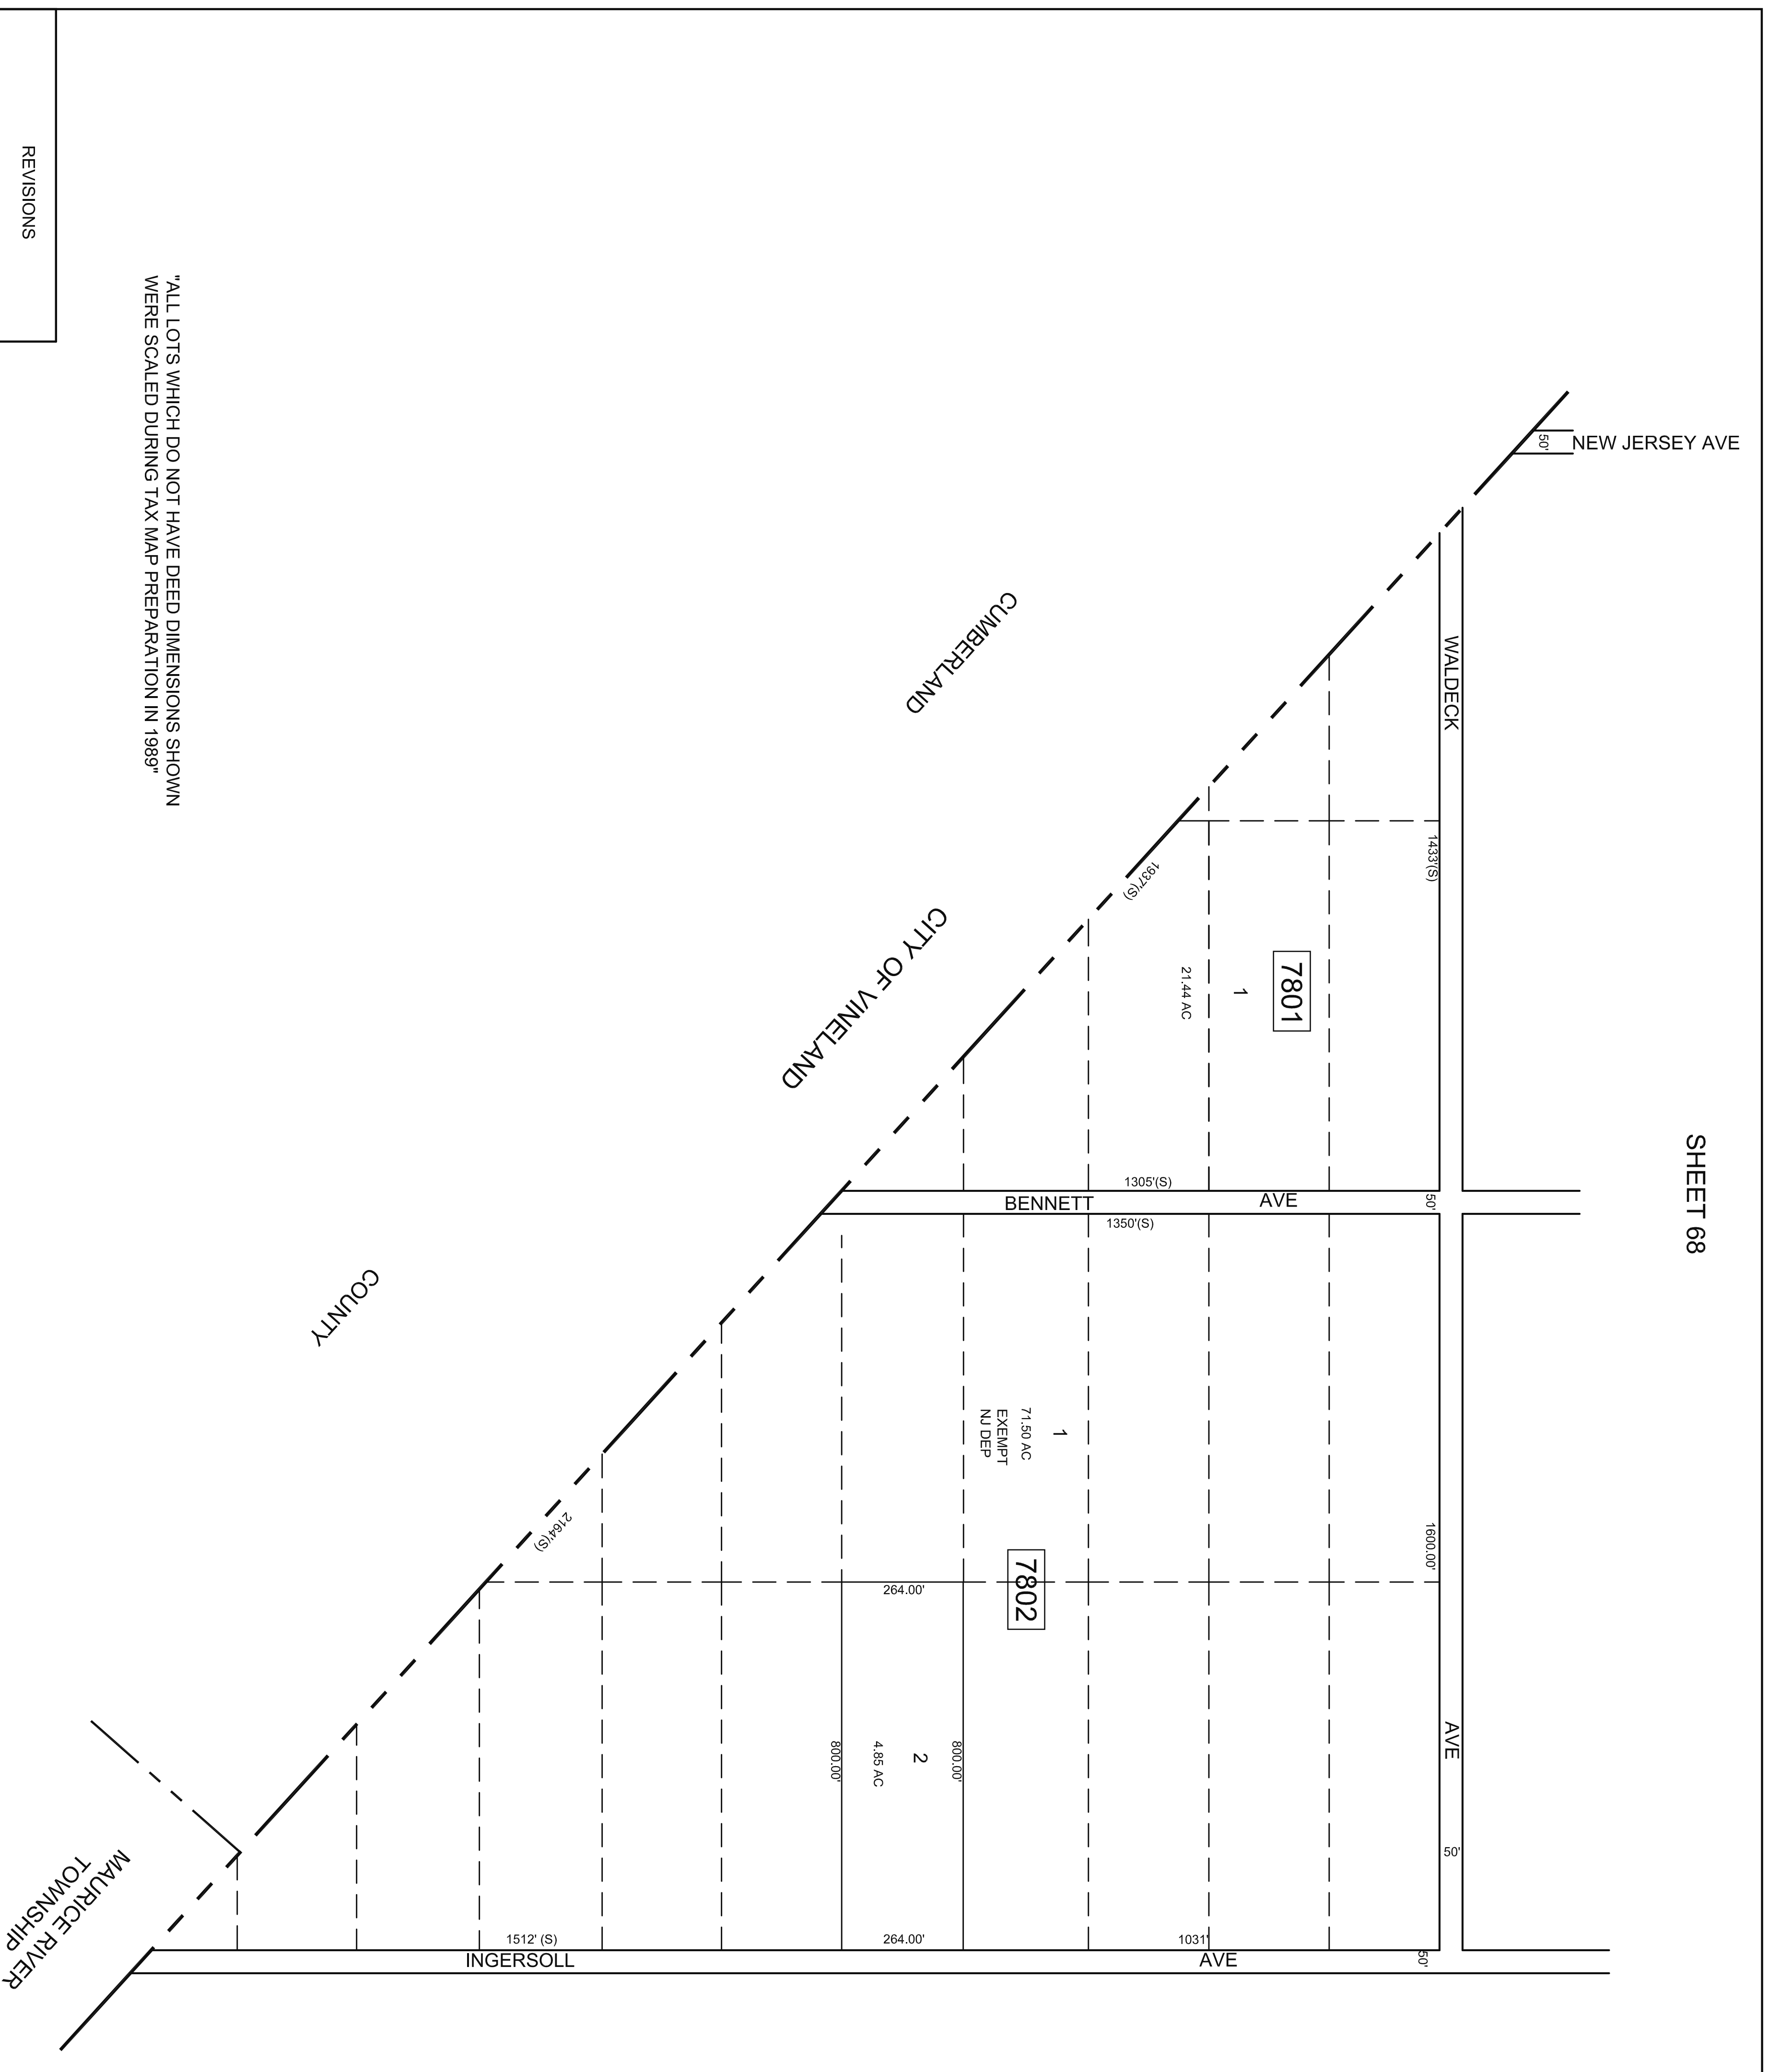 REVISIONS
"ALL LOTS WHICH DO NOT HAVE DEED DIMENSIONS SHOWN
WERE SCALED DURING TAX MAP PREPARATION IN 1989"
SHEET 68
50'
NEW JERSEY AVE
WALDECK
AVE
50'
1433'(S)
1937'(S)
7801
1
21.44 AC
1305'(S)
BENNETT
AVE
50'
1350'(S)
CUMBERLAND
CITY OF VINELAND
COUNTY
1
71.50 AC
EXEMPT
NJ DEP
7802
1600.00'
2164'(S)
264.00'
800.00'
2
4.85 AC
800.00'
1512' (S)
264.00'
1031'
INGERSOLL
AVE
50'
MAURICE RIVER
TOWNSHIP